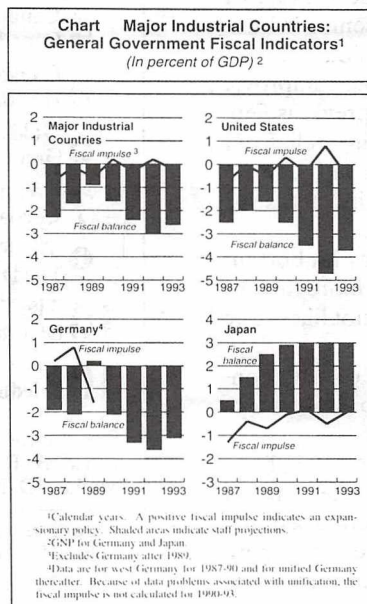 Chart Major Industrial Countries:
General Government Fiscal Indicators¹
(In percent of GDP) ²
2
Major Industrial
Countries
1
Fiscal impulse ³
0
-1
-2
-3
Fiscal balance
-4
-5
1987 1989 1991 1993
2
United States
1
Fiscal impulse
0
-1
-2
-3
Fiscal balance
-4
-5
1987 1989 1991 1993
2
Germany⁴
1
Fiscal impulse
0
-1
-2
Fiscal balance
-3
-4
-5
1987 1989 1991 1993
4
Japan
3
Fiscal
balance
2
1
0
-1
Fiscal impulse
-2
-3
1987 1989 1991 1993
¹Calendar years. A positive fiscal impulse indicates an expan-
sionary policy. Shaded areas indicate staff projections.
²GNP for Germany and Japan.
³Excludes Germany after 1989.
⁴Data are for west Germany for 1987-90 and for unified Germany
thereafter. Because of data problems associated with unification, the
fiscal impulse is not calculated for 1990-93.